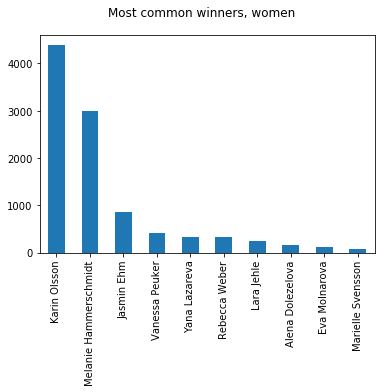 Most common winners, women
4000
3000
2000
1000
0
Karin Olsson
Melanie Hammerschmidt
Jasmin Ehm
Vanessa Peuker
Yana Lazareva
Rebecca Weber
Lara Jehle
Alena Dolezelova
Eva Molnarova
Marielle Svensson